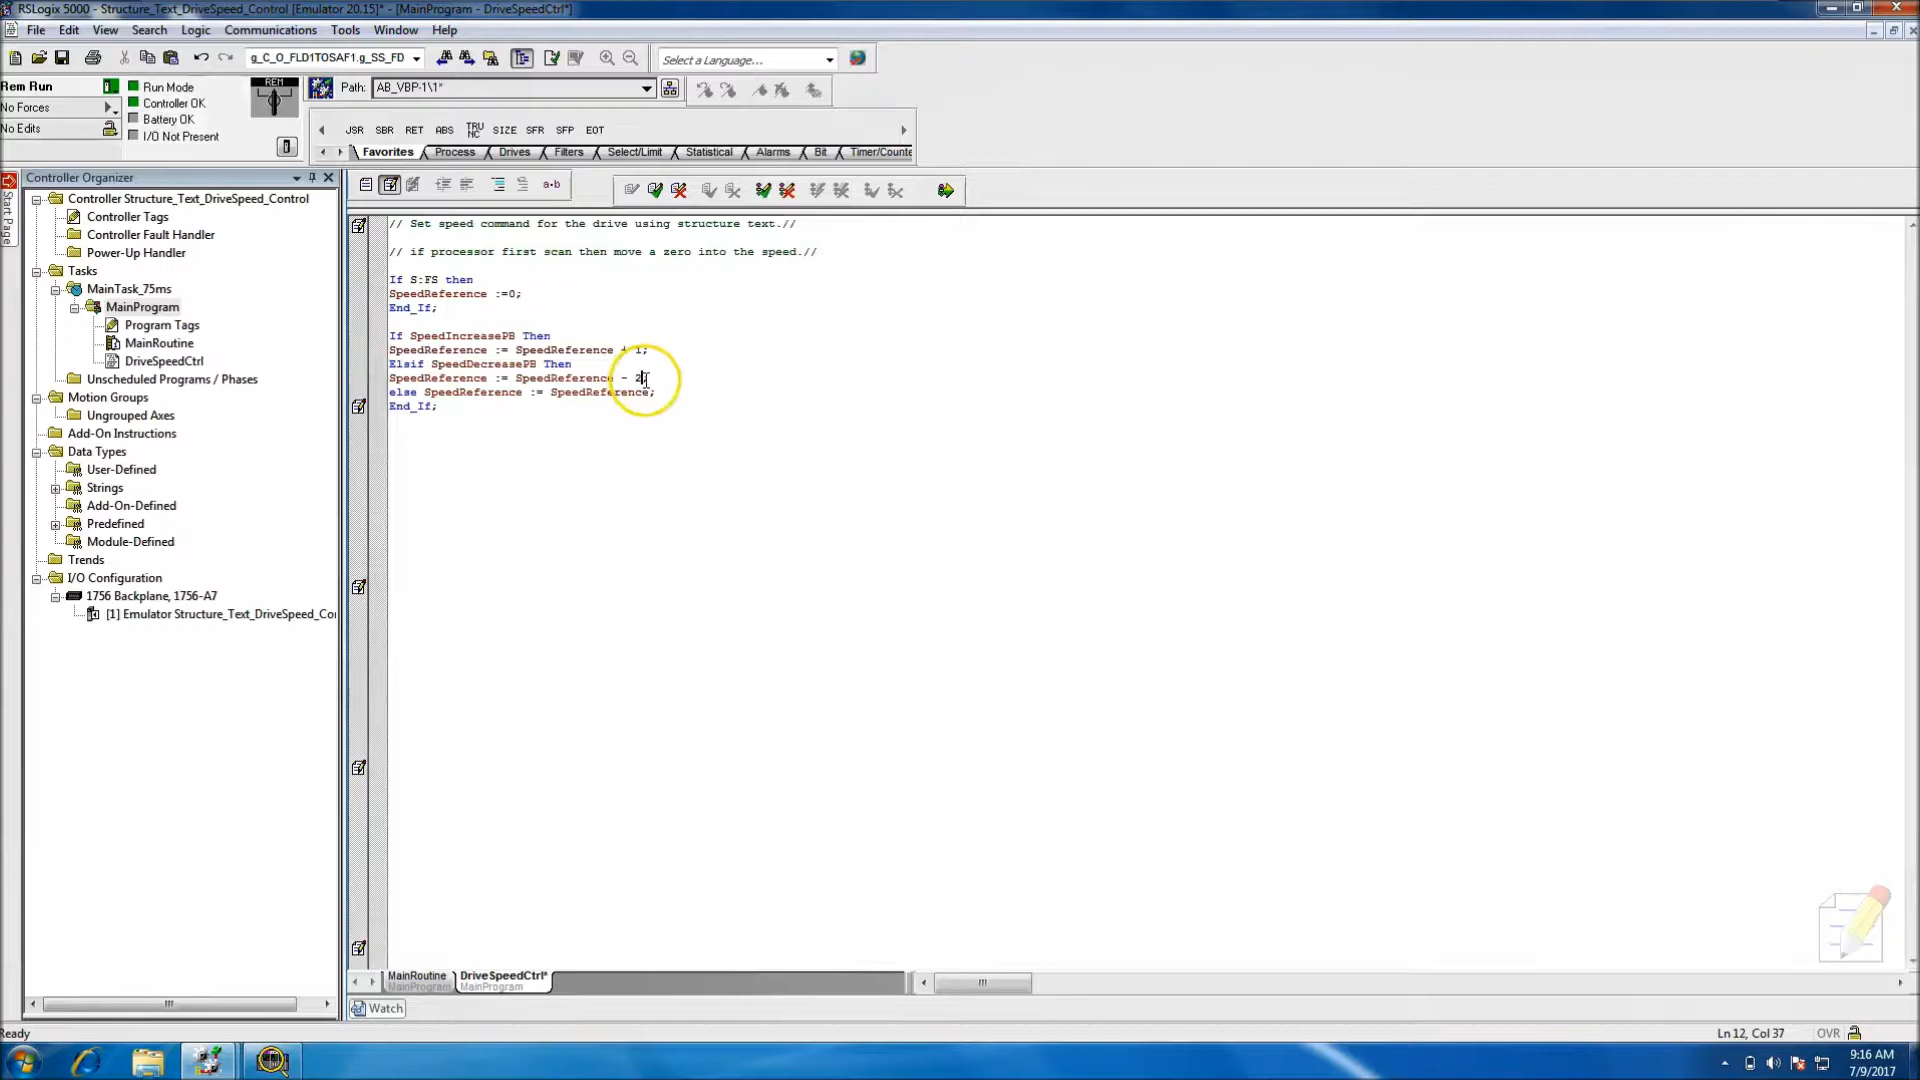 RSLogix 5000 - Structure_Text_DriveSpeed_Control [Emulator 20.15]* - [MainProgram - DriveSpeedCtrl*]
File Edit View Search Logic Communications Tools Window Help
g_C_O_FLD1TOSAF1.g_SS_FD Select a Language...
Rem Run Run Mode REM Path: AB_VBP-1\1*
No Forces Controller OK
Battery OK
No Edits I/O Not Present
JSR SBR RET ABS TRUNC SIZE SFR SFP EOT
Favorites Process Drives Filters Select/Limit Statistical Alarms Bit Timer/Counte
Start Page
Controller Organizer
Controller Structure_Text_DriveSpeed_Control
Controller Tags
Controller Fault Handler
Power-Up Handler
Tasks
MainTask_75ms
MainProgram
Program Tags
MainRoutine
DriveSpeedCtrl
Unscheduled Programs / Phases
Motion Groups
Ungrouped Axes
Add-On Instructions
Data Types
User-Defined
Strings
Add-On-Defined
Predefined
Module-Defined
Trends
I/O Configuration
1756 Backplane, 1756-A7
[1] Emulator Structure_Text_DriveSpeed_Co
a-b
// Set speed command for the drive using structure text.//
// if processor first scan then move a zero into the speed.//
If S:FS then
SpeedReference :=0;
End_If;
If SpeedIncreasePB Then
SpeedReference := SpeedReference + 1;
Elsif SpeedDecreasePB Then
SpeedReference := SpeedReference - 2
else SpeedReference := SpeedReference;
End_If;
MainRoutine DriveSpeedCtrl*
MainProgram MainProgram
Watch
Ready Ln 12, Col 37 OVR
9:16 AM
7/9/2017